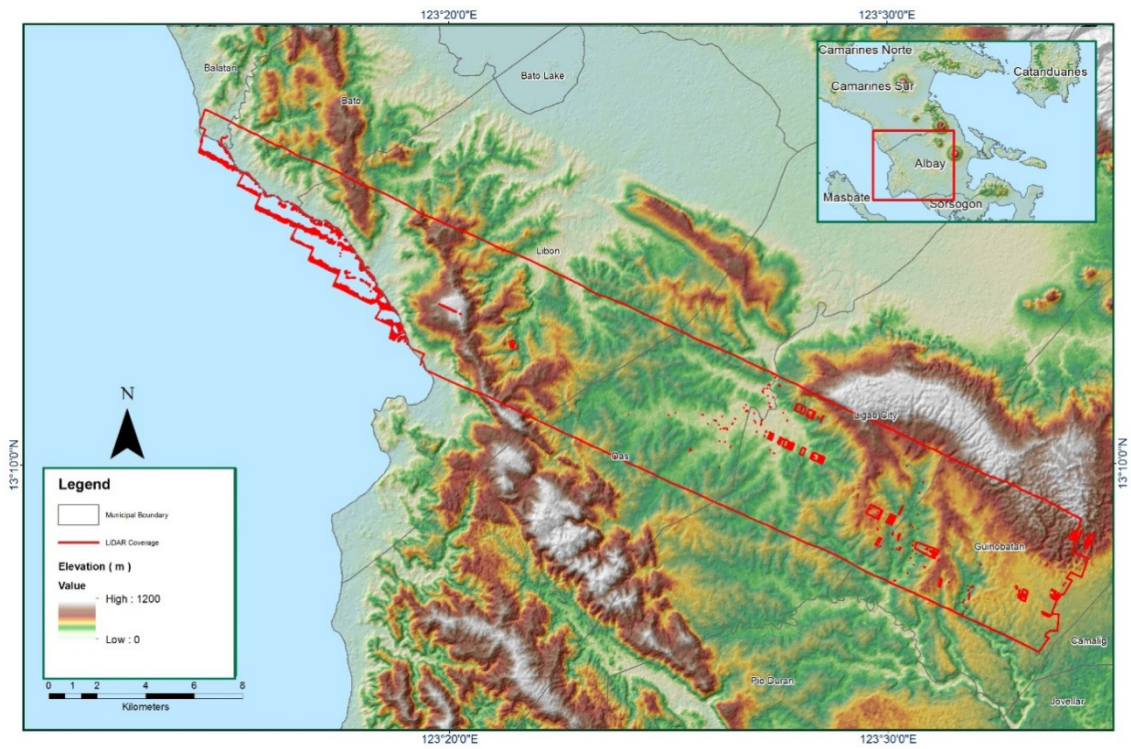 123°20'0"E
123°30'0"E
Balatan
Bato
Bato Lake
Camarines Norte
Catanduanes
Camarines Sur
Albay
Masbate
Sorsogon
Libon
N
Ligao City
Oas
13°10'0"N
13°10'0"N
Guinobatan
Camalig
Pio Duran
Jovellar
Legend
Municipal Boundary
LiDAR Coverage
Elevation ( m )
Value
High : 1200
Low : 0
0 1 2 4 6 8
Kilometers
123°20'0"E
123°30'0"E